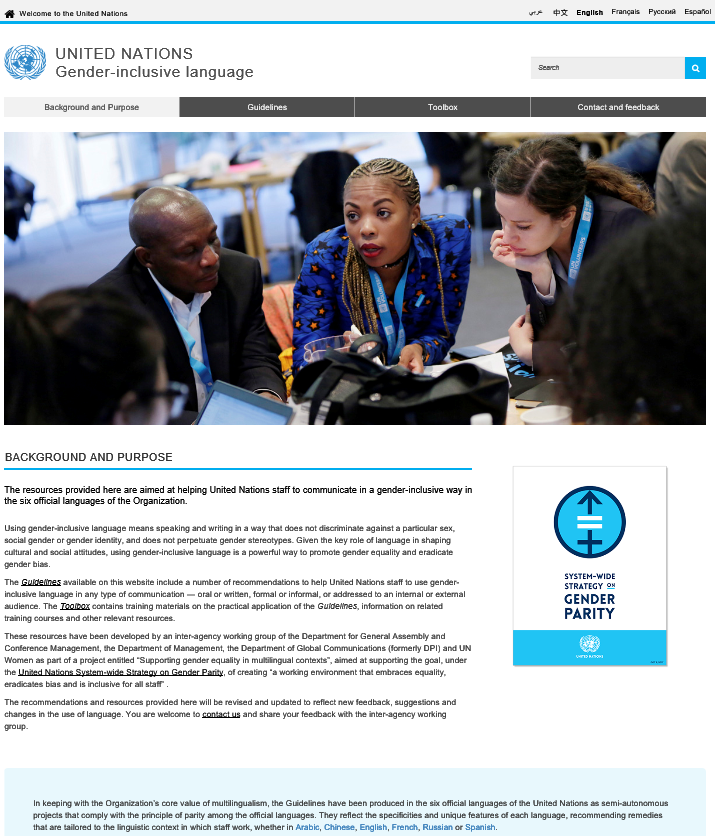 Welcome to the United Nations
عربي 中文 English Français Русский Español
UNITED NATIONS
Gender-inclusive language
Search
Background and Purpose Guidelines Toolbox Contact and feedback
BACKGROUND AND PURPOSE
The resources provided here are aimed at helping United Nations staff to communicate in a gender-inclusive way in
the six official languages of the Organization.
Using gender-inclusive language means speaking and writing in a way that does not discriminate against a particular sex,
social gender or gender identity, and does not perpetuate gender stereotypes. Given the key role of language in shaping
cultural and social attitudes, using gender-inclusive language is a powerful way to promote gender equality and eradicate
gender bias.
The Guidelines available on this website include a number of recommendations to help United Nations staff to use gender-
inclusive language in any type of communication — oral or written, formal or informal, or addressed to an internal or external
audience. The Toolbox contains training materials on the practical application of the Guidelines, information on related
training courses and other relevant resources.
These resources have been developed by an inter-agency working group of the Department for General Assembly and
Conference Management, the Department of Management, the Department of Global Communications (formerly DPI) and UN
Women as part of a project entitled “Supporting gender equality in multilingual contexts”, aimed at supporting the goal, under
the United Nations System-wide Strategy on Gender Parity, of creating “a working environment that embraces equality,
eradicates bias and is inclusive for all staff” .
The recommendations and resources provided here will be revised and updated to reflect new feedback, suggestions and
changes in the use of language. You are welcome to contact us and share your feedback with the inter-agency working
group.
SYSTEM-WIDE
STRATEGY ON
GENDER
PARITY
UNITED NATIONS
In keeping with the Organization's core value of multilingualism, the Guidelines have been produced in the six official languages of the United Nations as semi-autonomous
projects that comply with the principle of parity among the official languages. They reflect the specificities and unique features of each language, recommending remedies
that are tailored to the linguistic context in which staff work, whether in Arabic, Chinese, English, French, Russian or Spanish.